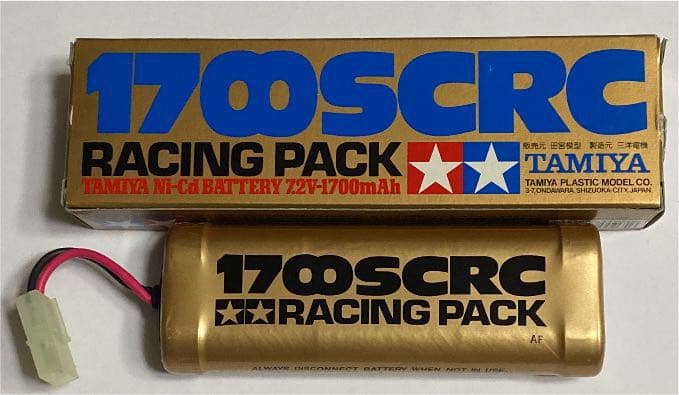 1700SCRC
RACING PACK
TAMIYA Ni-Cd BATTERY 7.2V-1700mAh
販売元 田宮模型 製造元 三洋電機
TAMIYA
TAMIYA PLASTIC MODEL CO.
3-7, ONDAWARA, SHIZUOKA-CITY, JAPAN.
1700SCRC
RACING PACK
AF
ALWAYS DISCONNECT BATTERY WHEN NOT IN USE.